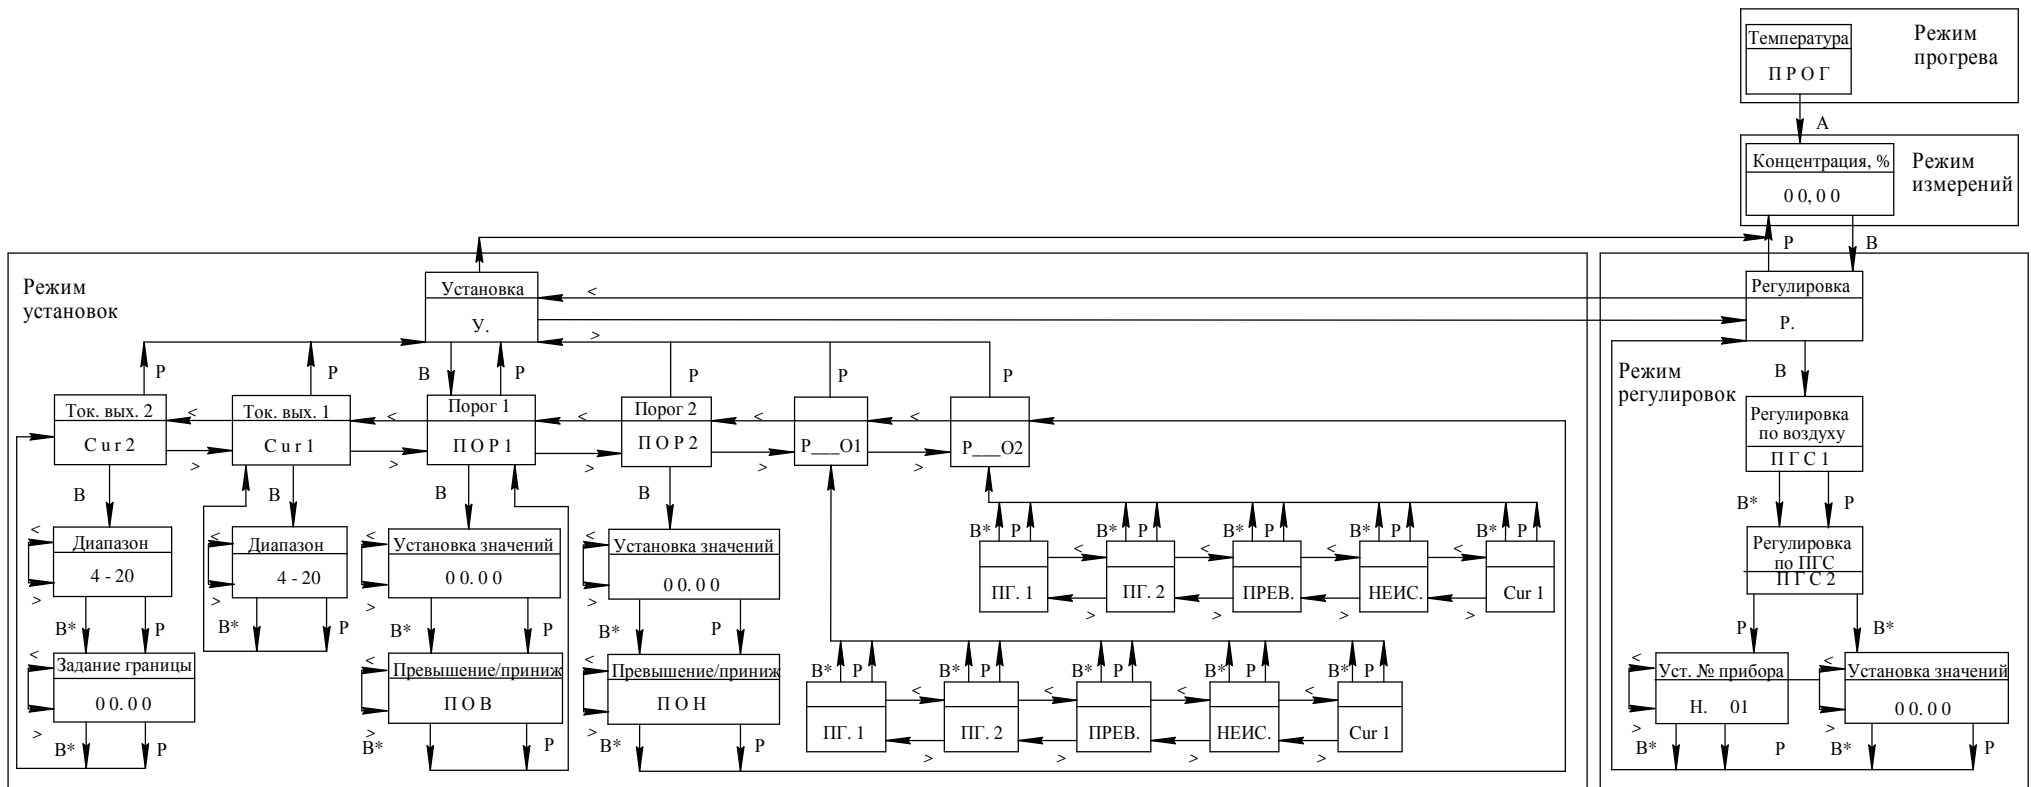 Температура
П Р О Г
Режим
прогрева
А
Концентрация, %
0 0, 0 0
Режим
измерений
Р
В
Режим
установок
Установка
У.
<
>
Регулировка
Р.
Режим
регулировок
В
Р
Р
В
Р
Р
Р
Р
Ток. вых. 2
C u r 2
<
>
Ток. вых. 1
C u r 1
<
>
Порог 1
П О Р 1
<
>
Порог 2
П О Р 2
<
>
Р___О1
<
>
Р___О2
В
В
В
В
Диапазон
4 - 20
<
>
В*
Р
Диапазон
4 - 20
<
>
В*
Р
Установка значений
0 0. 0 0
<
>
В*
Р
Установка значений
0 0. 0 0
<
>
В*
Р
Задание границы
0 0. 0 0
<
>
В*
Р
Превышение/приниж
П О В
<
>
В*
Р
Превышение/приниж
П О Н
<
>
В*
Р
В* Р В* Р В* Р В* Р В* Р
< < < <
ПГ. 1 ПГ. 2 ПРЕВ. НЕИС. Cur 1
> > > >
В* Р В* Р В* Р В* Р В* Р
< < < <
ПГ. 1 ПГ. 2 ПРЕВ. НЕИС. Cur 1
> > > >
Регулировка
по воздуху
П Г С 1
В*
Р
Регулировка
по ПГС
П Г С 2
Р
В*
Уст. № прибора
Н. 01
<
>
В*
Р
Установка значений
0 0. 0 0
<
>
В*
Р